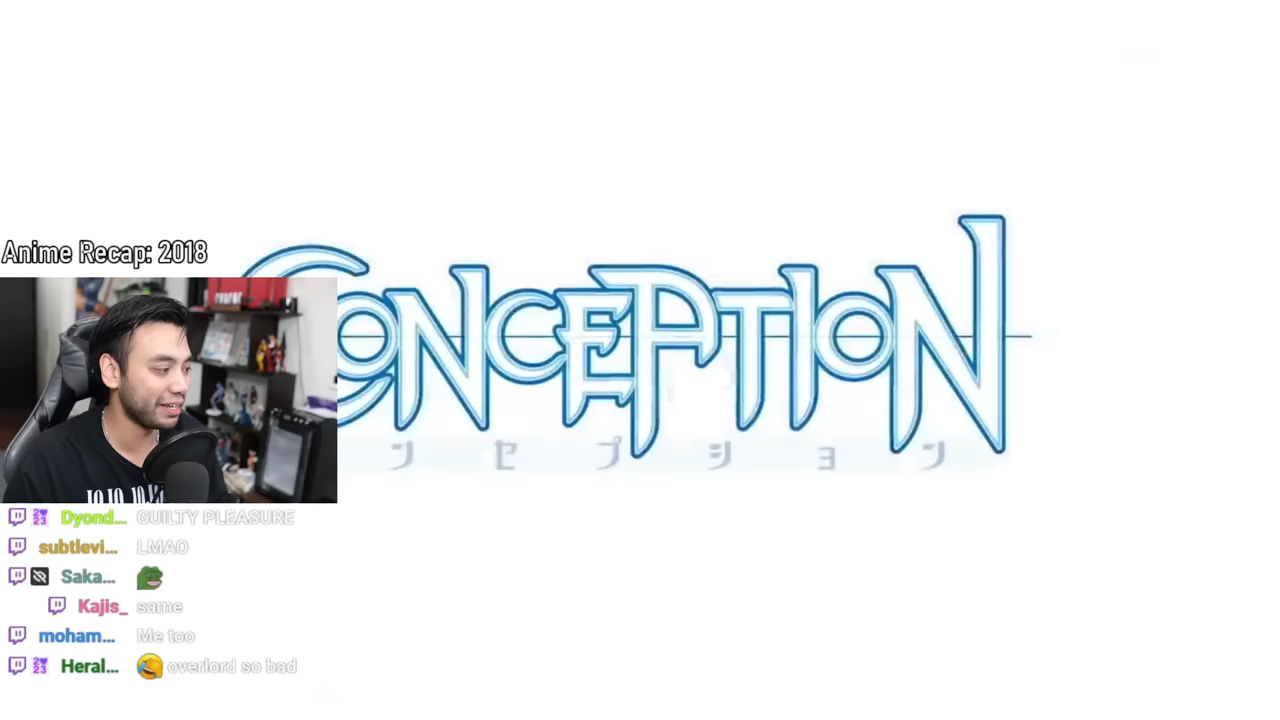 CONCEPTION
ンセプション
Anime Recap: 2018
Dyond... GUILTY PLEASURE
subtlevi... LMAO
Saka...
Kajis_ same
moham... Me too
Heral... overlord so bad